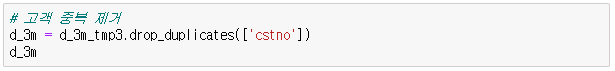 # 고객 중복 제거
d_3m = d_3m_tmp3.drop_duplicates(['cstno'])
d_3m